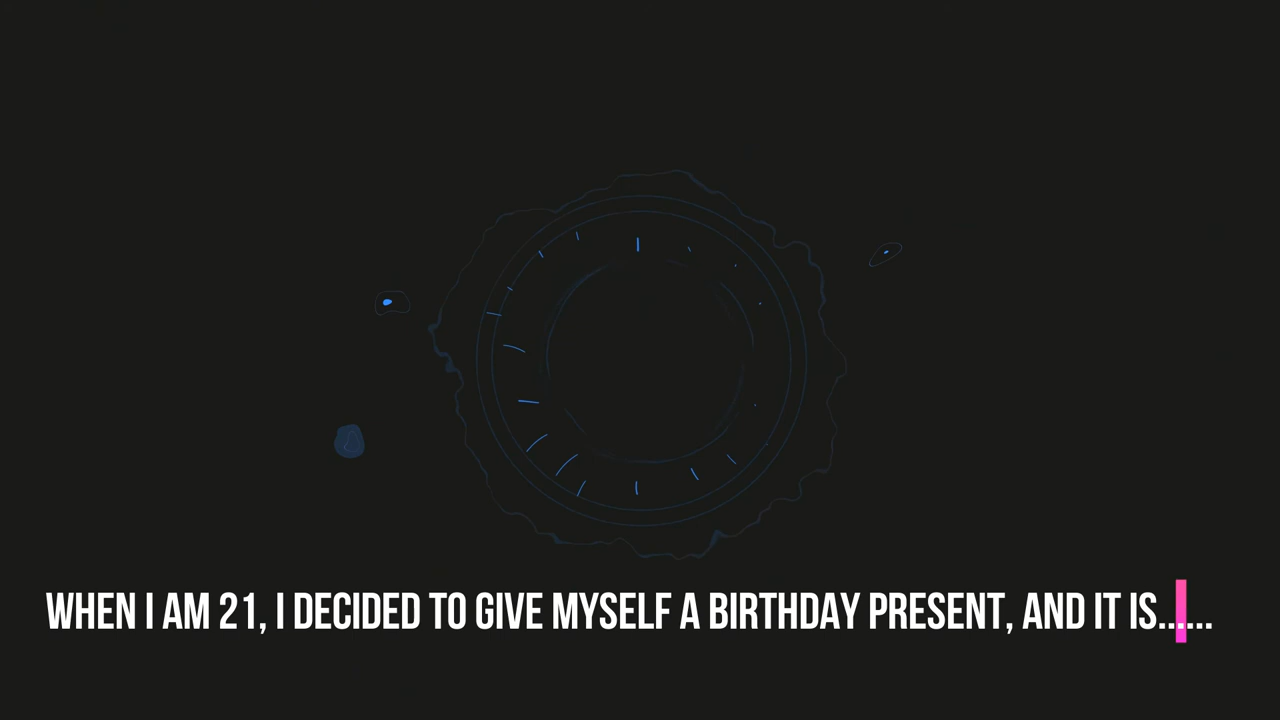 WHEN I AM 21, I DECIDED TO GIVE MYSELF A BIRTHDAY PRESENT, AND IT IS......